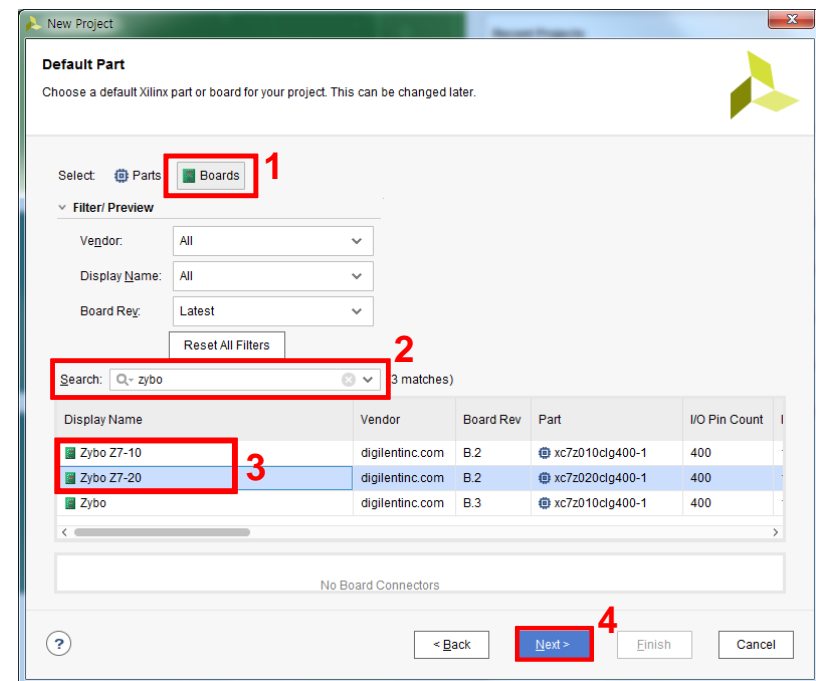 New Project
Default Part
Choose a default Xilinx part or board for your project. This can be changed later.
Select: Parts Boards 1
Filter/ Preview
Vendor: All
Display Name: All
Board Rev: Latest
Reset All Filters
2
Search: zybo 3 matches)
Display Name Vendor Board Rev Part I/O Pin Count
Zybo Z7-10 digilentinc.com B.2 xc7z010clg400-1 400
3
Zybo Z7-20 digilentinc.com B.2 xc7z020clg400-1 400
Zybo digilentinc.com B.3 xc7z010clg400-1 400
No Board Connectors
4
? < Back Next > Finish Cancel